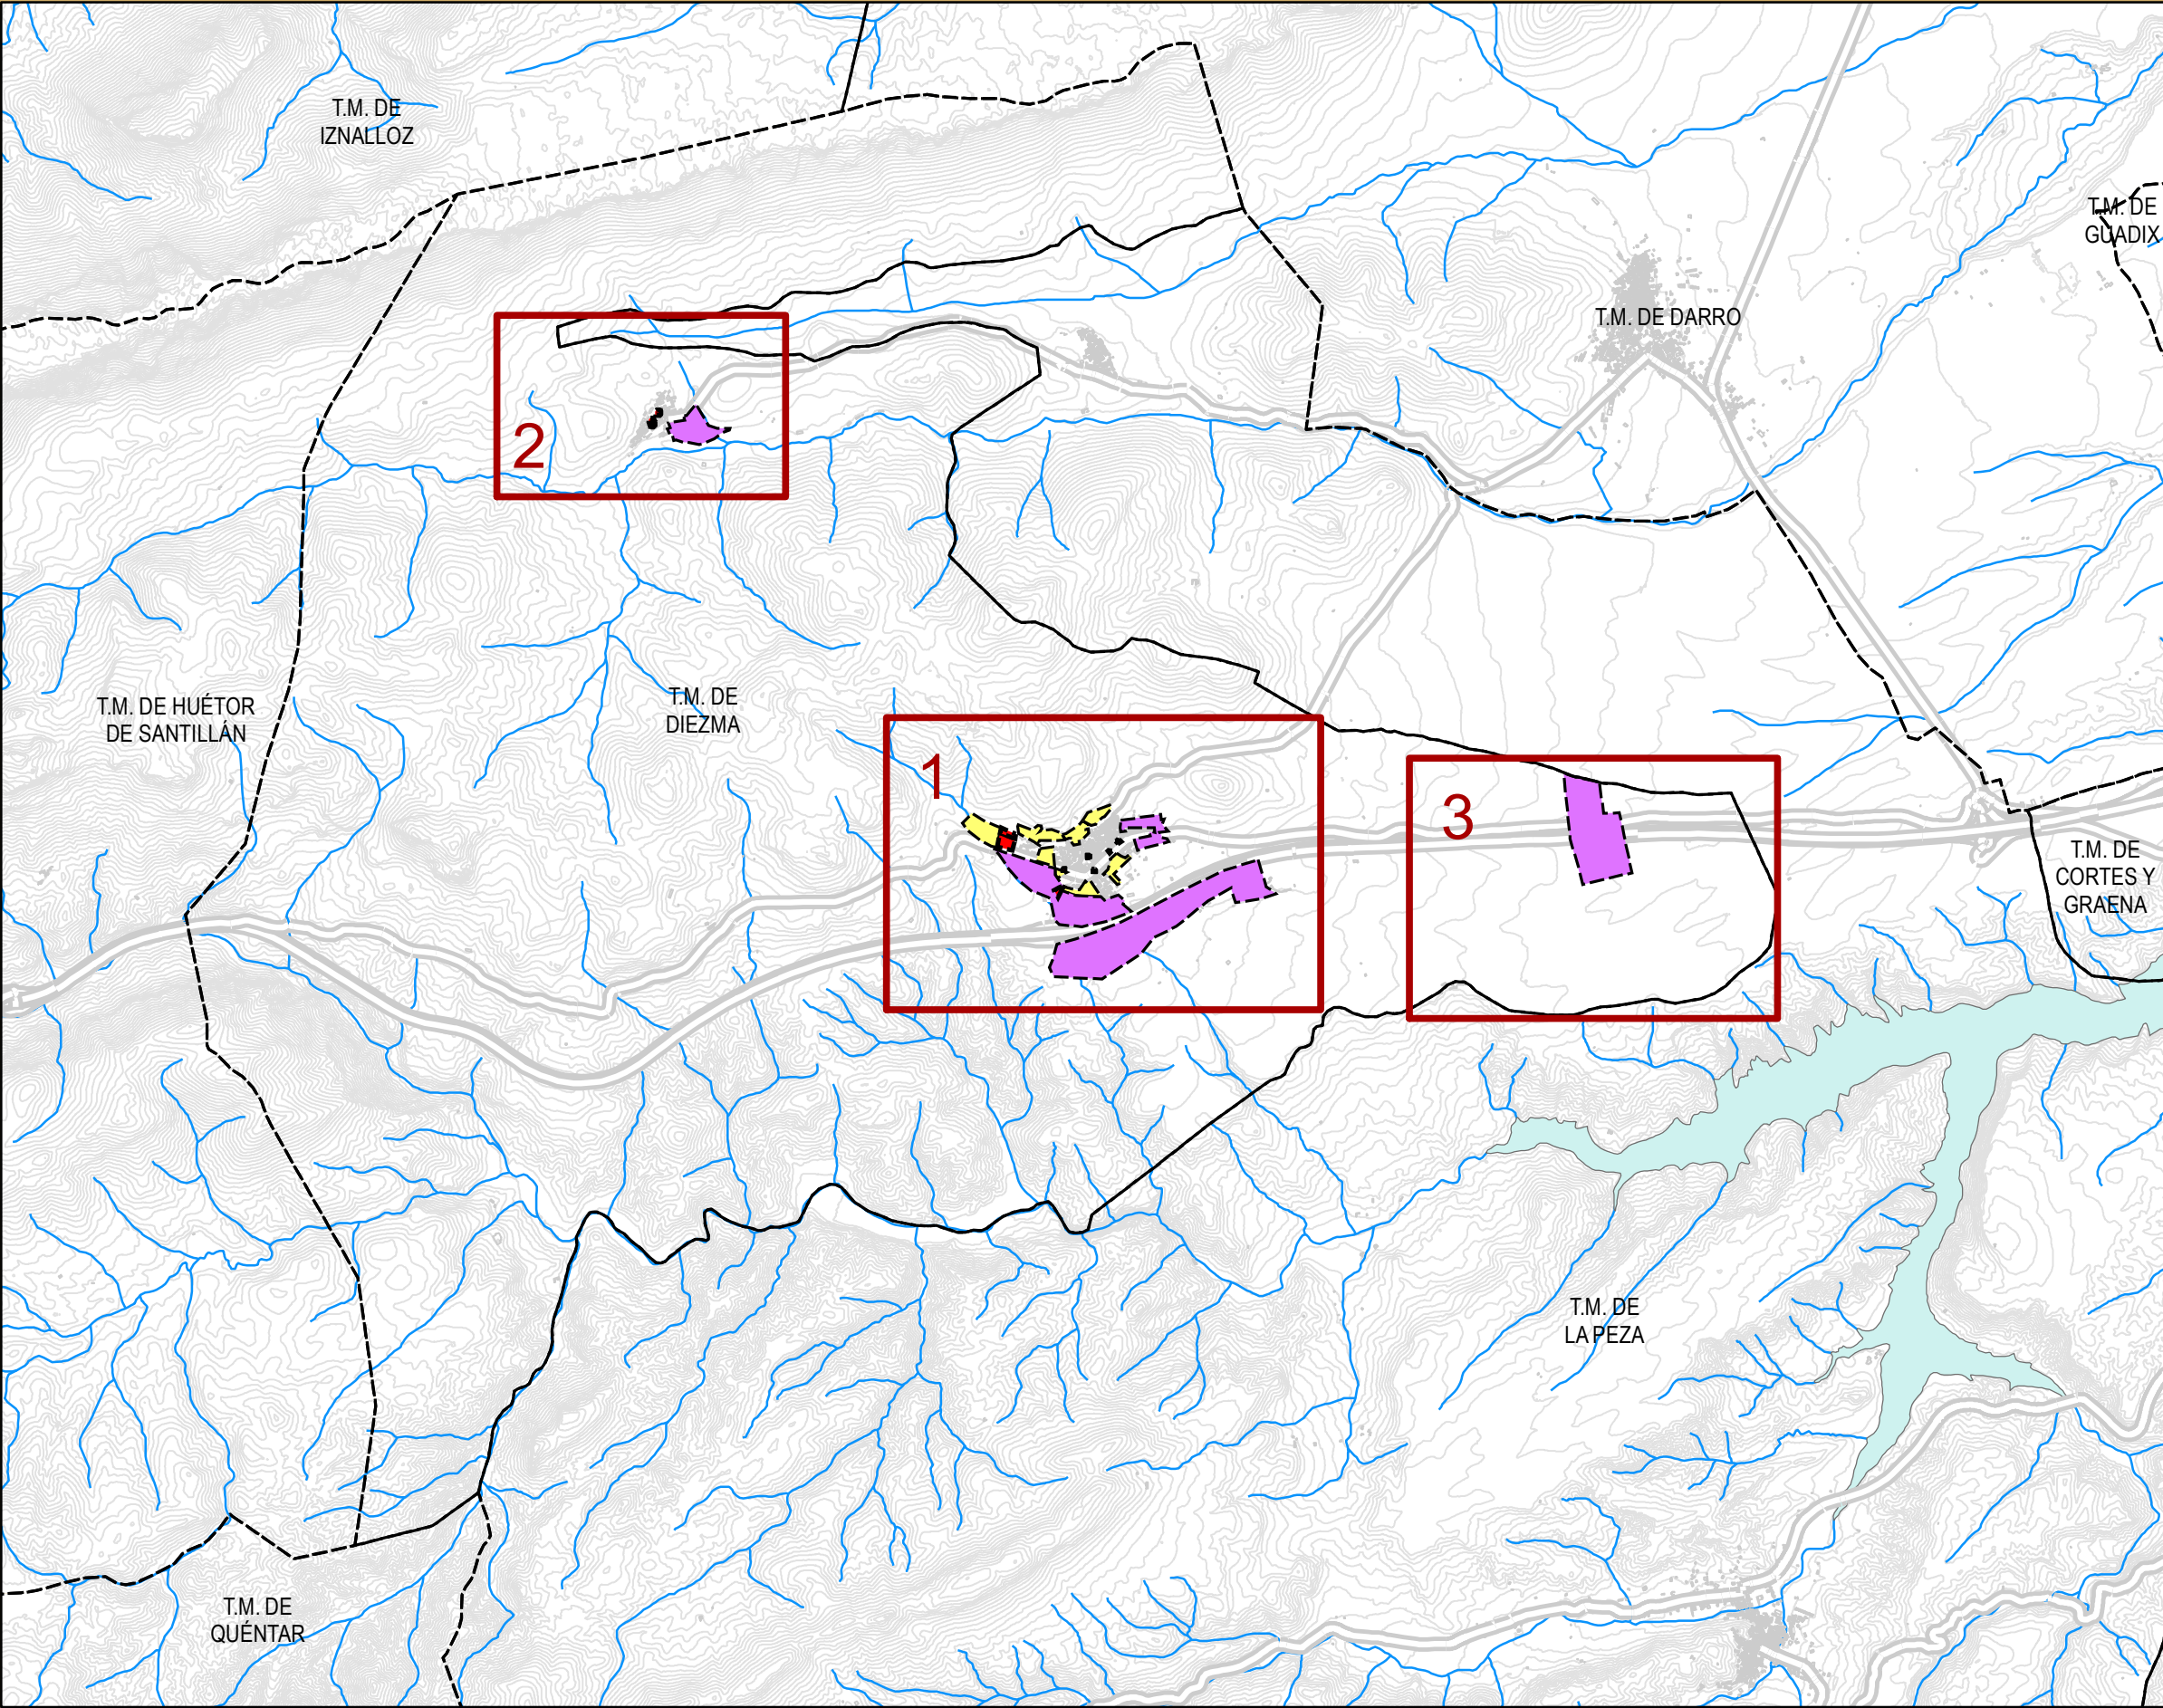 T.M. DE
IZNALLOZ
T.M. DE
GUADIX
T.M. DE DARRO
2
T.M. DE HUÉTOR
DE SANTILLÁN
T.M. DE
DIEZMA
1
3
T.M. DE
CORTES Y
GRAENA
T.M. DE
LA PEZA
T.M. DE
QUÉNTAR